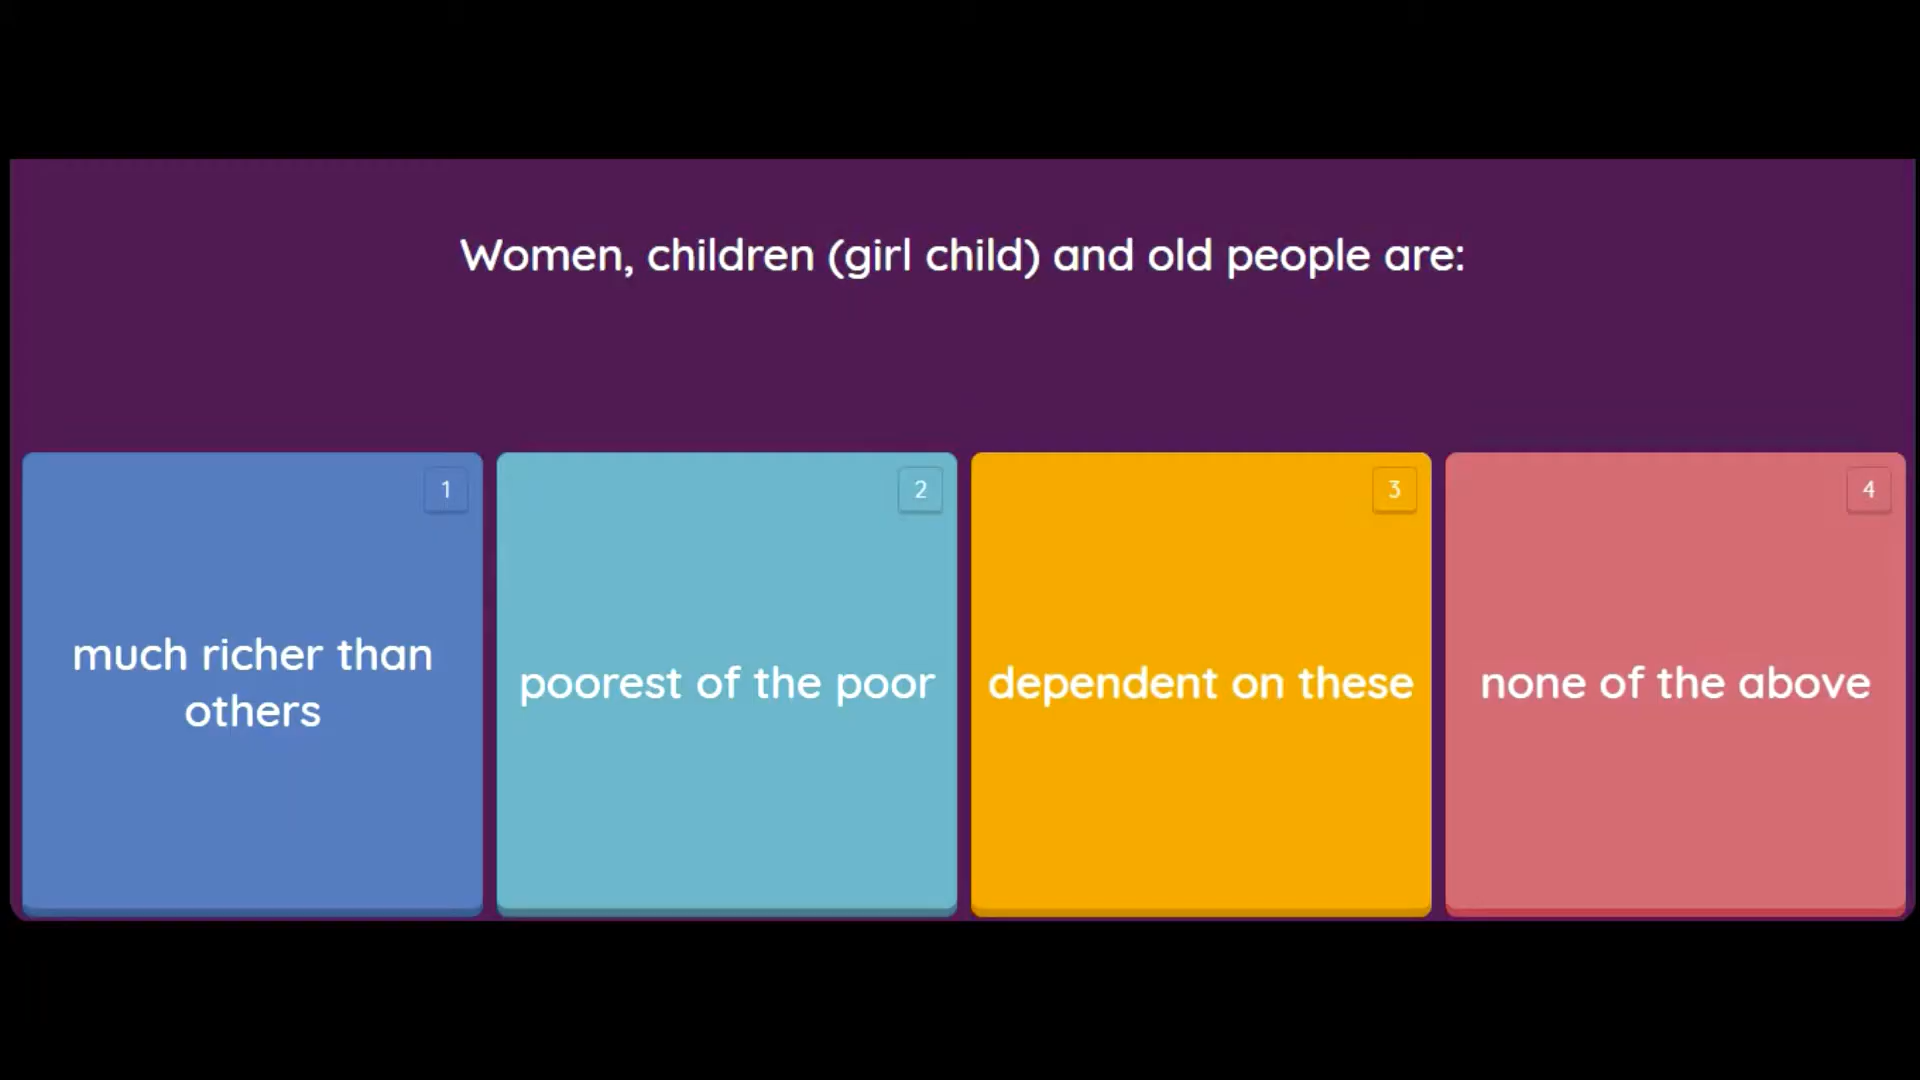 Women, children (girl child) and old people are:
1
much richer than
others
2
poorest of the poor
3
dependent on these
4
none of the above